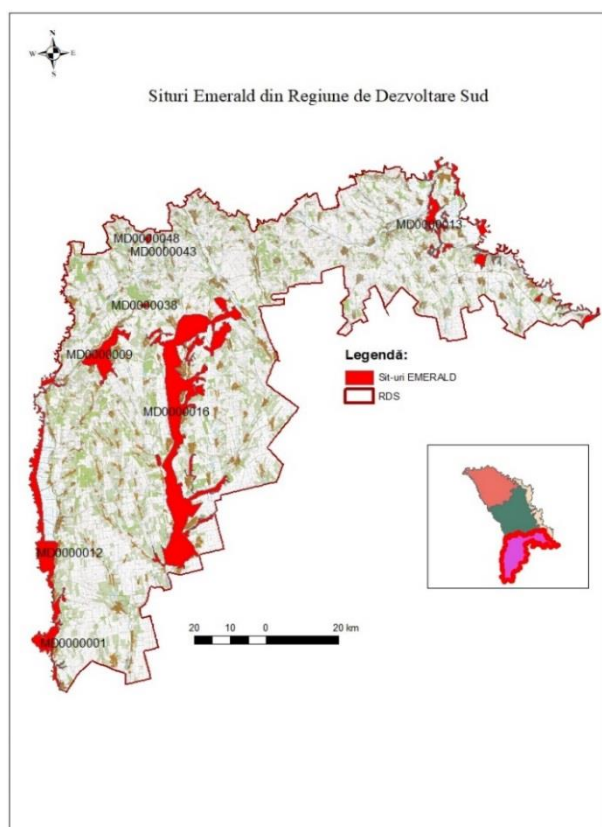 N
W E
S
Situri Emerald din Regiune de Dezvoltare Sud
MD0000013
MD0000048
MD0000043
MD0000038
MD0000009
Legendă:
Sit-uri EMERALD
RDS
MD0000016
MD0000012
MD0000001
20 10 0 20 km